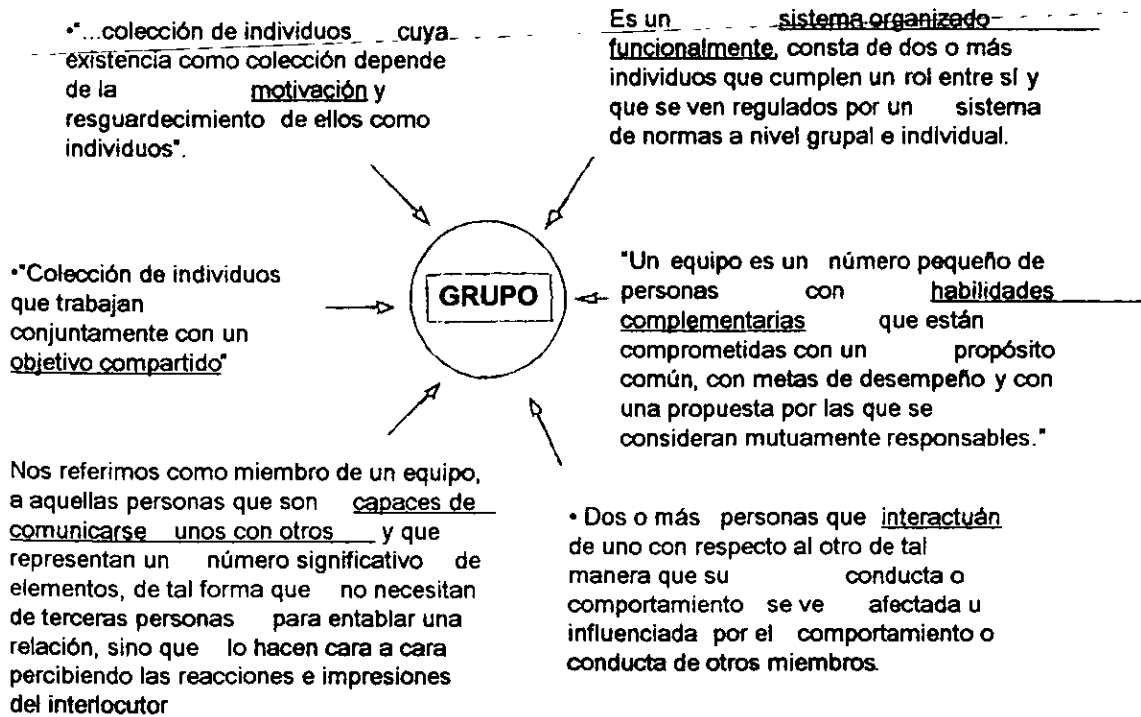 •"...colección de individuos cuya
existencia como colección depende
de la motivación y
resguardecimiento de ellos como
individuos".
Es un sistema organizado
funcionalmente, consta de dos o más
individuos que cumplen un rol entre sí y
que se ven regulados por un sistema
de normas a nivel grupal e individual.
•"Colección de individuos
que trabajan
conjuntamente con un
objetivo compartido"
GRUPO
"Un equipo es un número pequeño de
personas con habilidades
complementarias que están
comprometidas con un propósito
común, con metas de desempeño y con
una propuesta por las que se
consideran mutuamente responsables."
Nos referimos como miembro de un equipo,
a aquellas personas que son capaces de
comunicarse unos con otros y que
representan un número significativo de
elementos, de tal forma que no necesitan
de terceras personas para entablar una
relación, sino que lo hacen cara a cara
percibiendo las reacciones e impresiones
del interlocutor
• Dos o más personas que interactuán
de uno con respecto al otro de tal
manera que su conducta o
comportamiento se ve afectada u
influenciada por el comportamiento o
conducta de otros miembros.